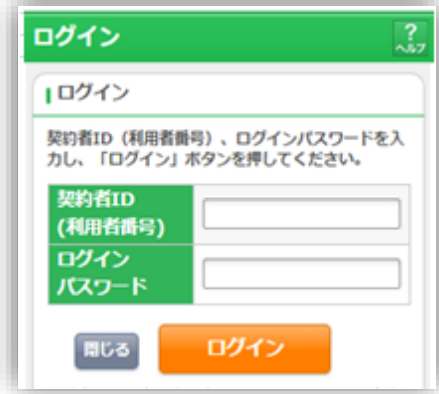 ログイン
?
ヘルプ
ログイン
契約者ID（利用者番号）、ログインパスワードを入
力し、「ログイン」ボタンを押してください。
契約者ID
(利用者番号)
ログイン
パスワード
閉じる
ログイン